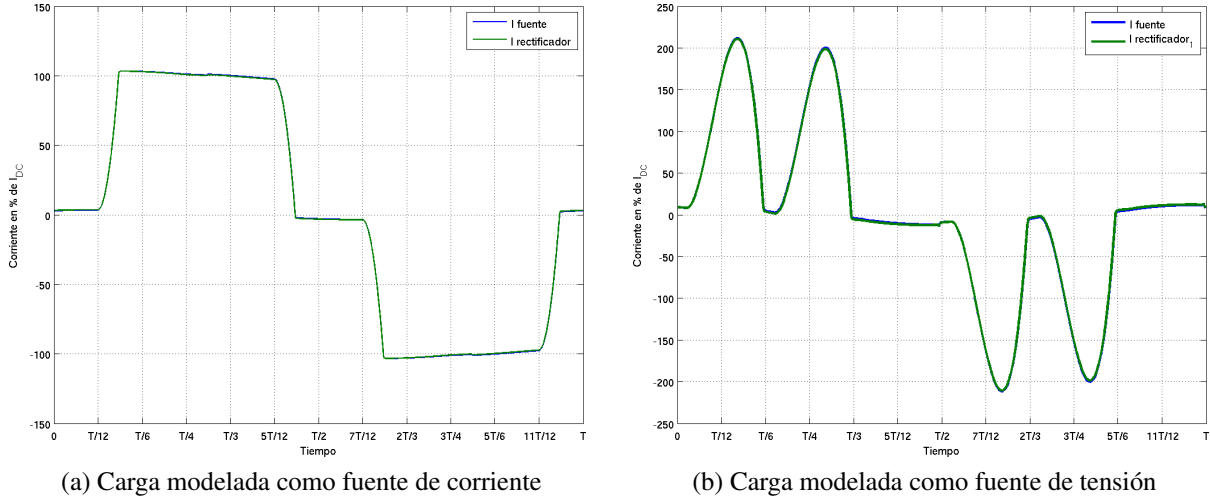 I fuente
I rectificador
150
100
50
0
-50
-100
-150
Corriente en % de I_DC
0 T/12 T/6 T/4 T/3 5T/12 T/2 7T/12 2T/3 3T/4 5T/6 11T/12 T
Tiempo
(a) Carga modelada como fuente de corriente
I fuente
I rectificador_1
250
200
150
100
50
0
-50
-100
-150
-200
-250
Corriente en % de I_DC
0 T/12 T/6 T/4 T/3 5T/12 T/2 7T/12 2T/3 3T/4 5T/6 11T/12 T
Tiempo
(b) Carga modelada como fuente de tensión